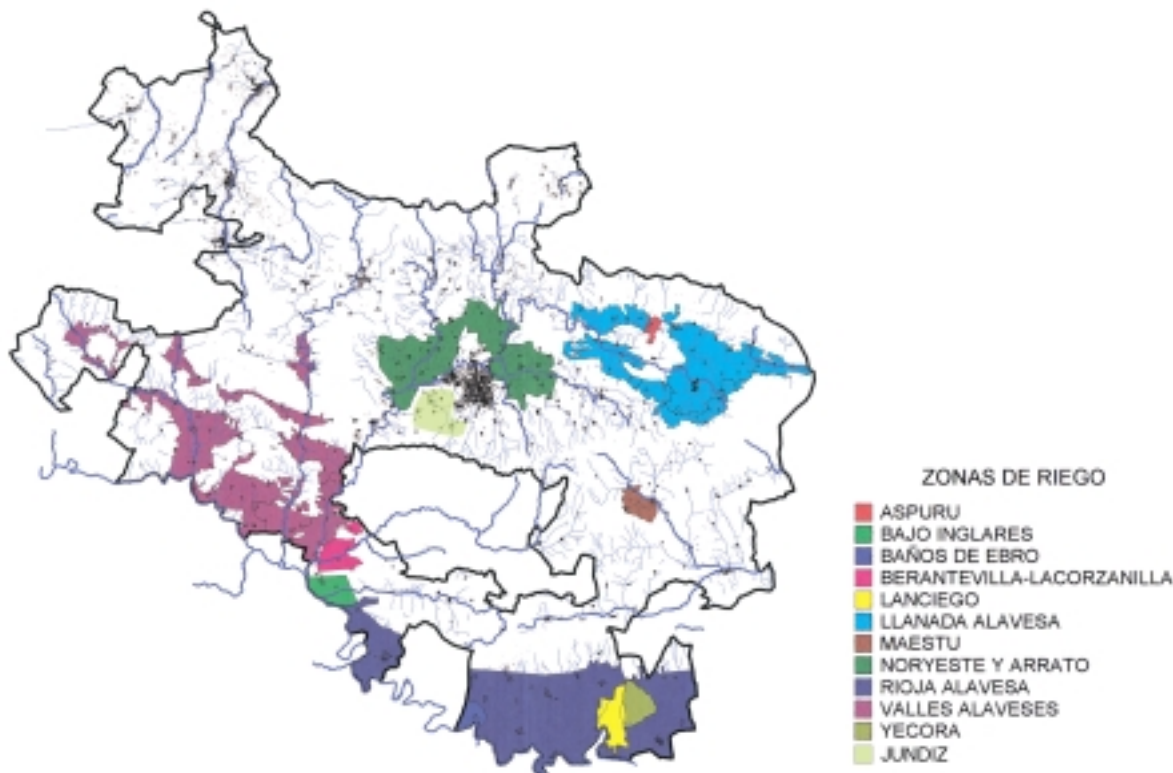 ZONAS DE RIEGO
ASPURU
BAJO INGLARES
BAÑOS DE EBRO
BERANTEVILLA-LACORZANILLA
LANCIEGO
LLANADA ALAVESA
MAESTU
NORYESTE Y ARRATO
RIOJA ALAVESA
VALLES ALAVESES
YECORA
JUNDIZ